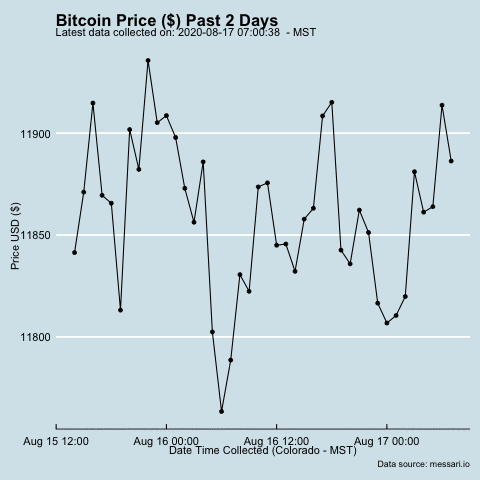 Bitcoin Price ($) Past 2 Days
Latest data collected on: 2020-08-17 07:00:38  - MST
11900
11850
11800
Price USD ($)
Aug 15 12:00 Aug 16 00:00 Aug 16 12:00 Aug 17 00:00
Date Time Collected (Colorado - MST)
Data source: messari.io